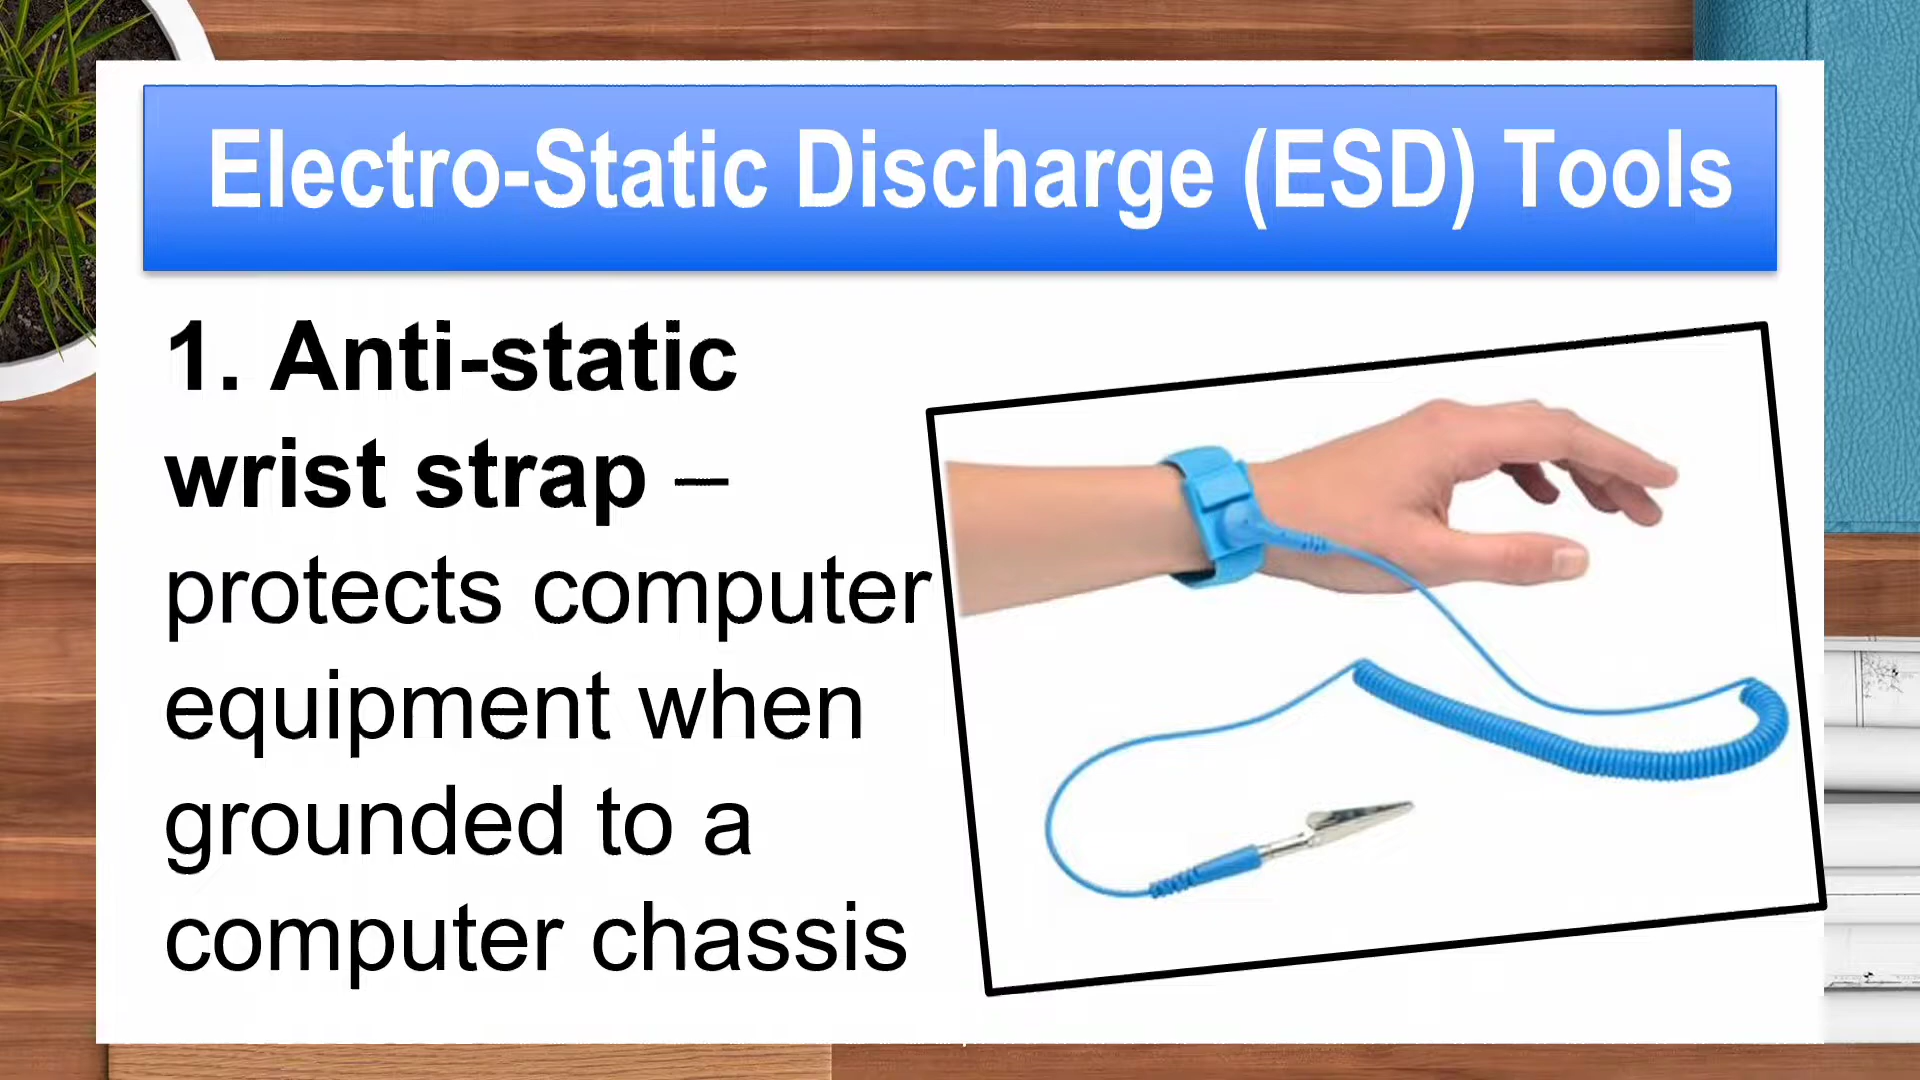 Electro-Static Discharge (ESD) Tools
1. Anti-static
wrist strap –
protects computer
equipment when
grounded to a
computer chassis